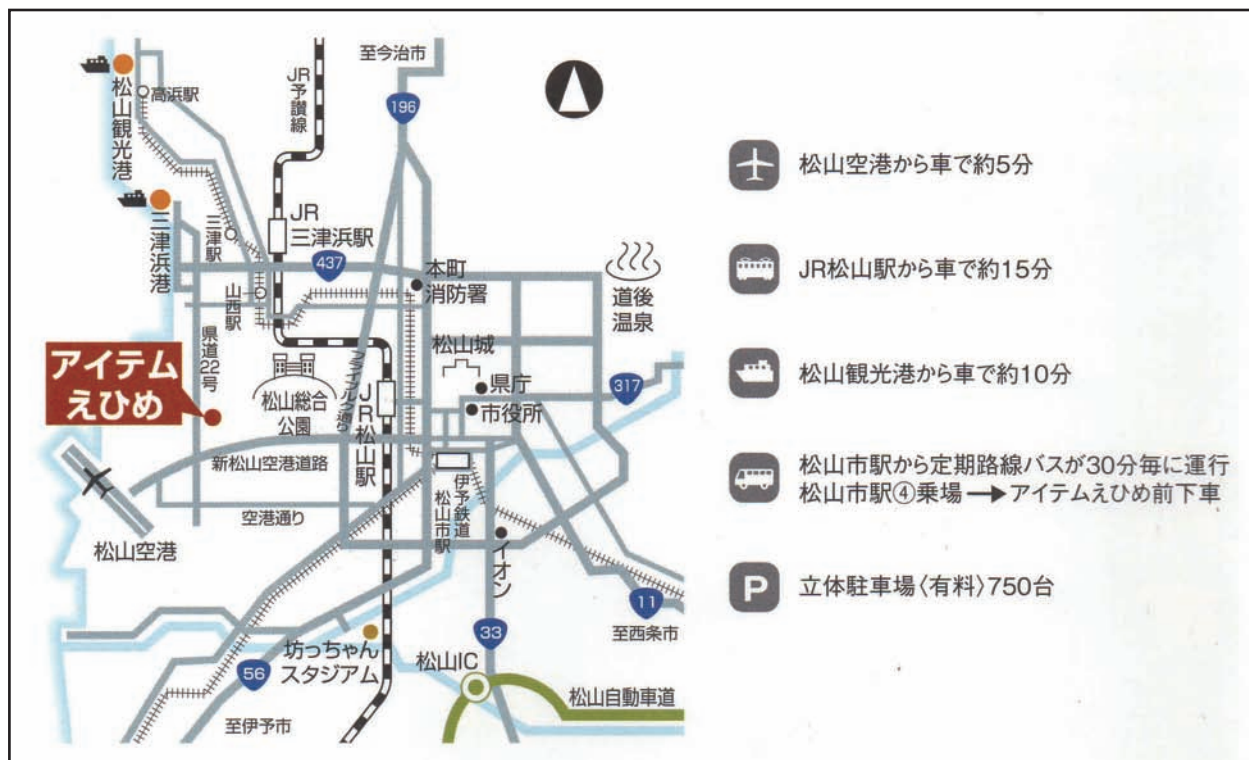 至今治市
JR予讃線
196
松山観光港
高浜駅
三津浜港
三津駅
JR
三津浜駅
437
本町
消防署
道後
温泉
山西駅
県道22号
アイテム
えひめ
松山総合
公園
フライブルク通り
JR松山駅
松山城
県庁
市役所
317
新松山空港道路
空港通り
松山空港
伊予鉄道
松山市駅
イオン
11
至西条市
33
坊っちゃん
スタジアム
56
至伊予市
松山IC
松山自動車道
松山空港から車で約5分
JR松山駅から車で約15分
松山観光港から車で約10分
松山市駅から定期路線バスが30分毎に運行
松山市駅④乗場→アイテムえひめ前下車
P
立体駐車場〈有料〉750台